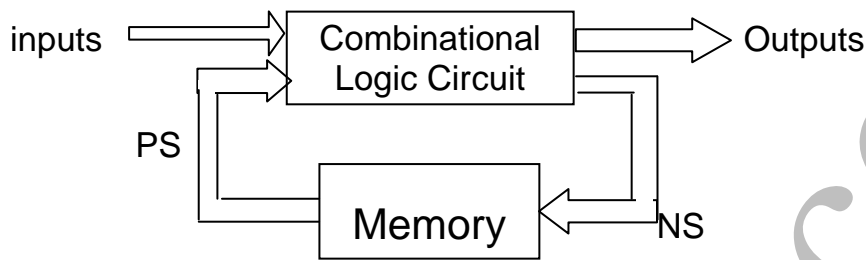 inputs
Combinational
Logic Circuit
Outputs
PS
Memory
NS